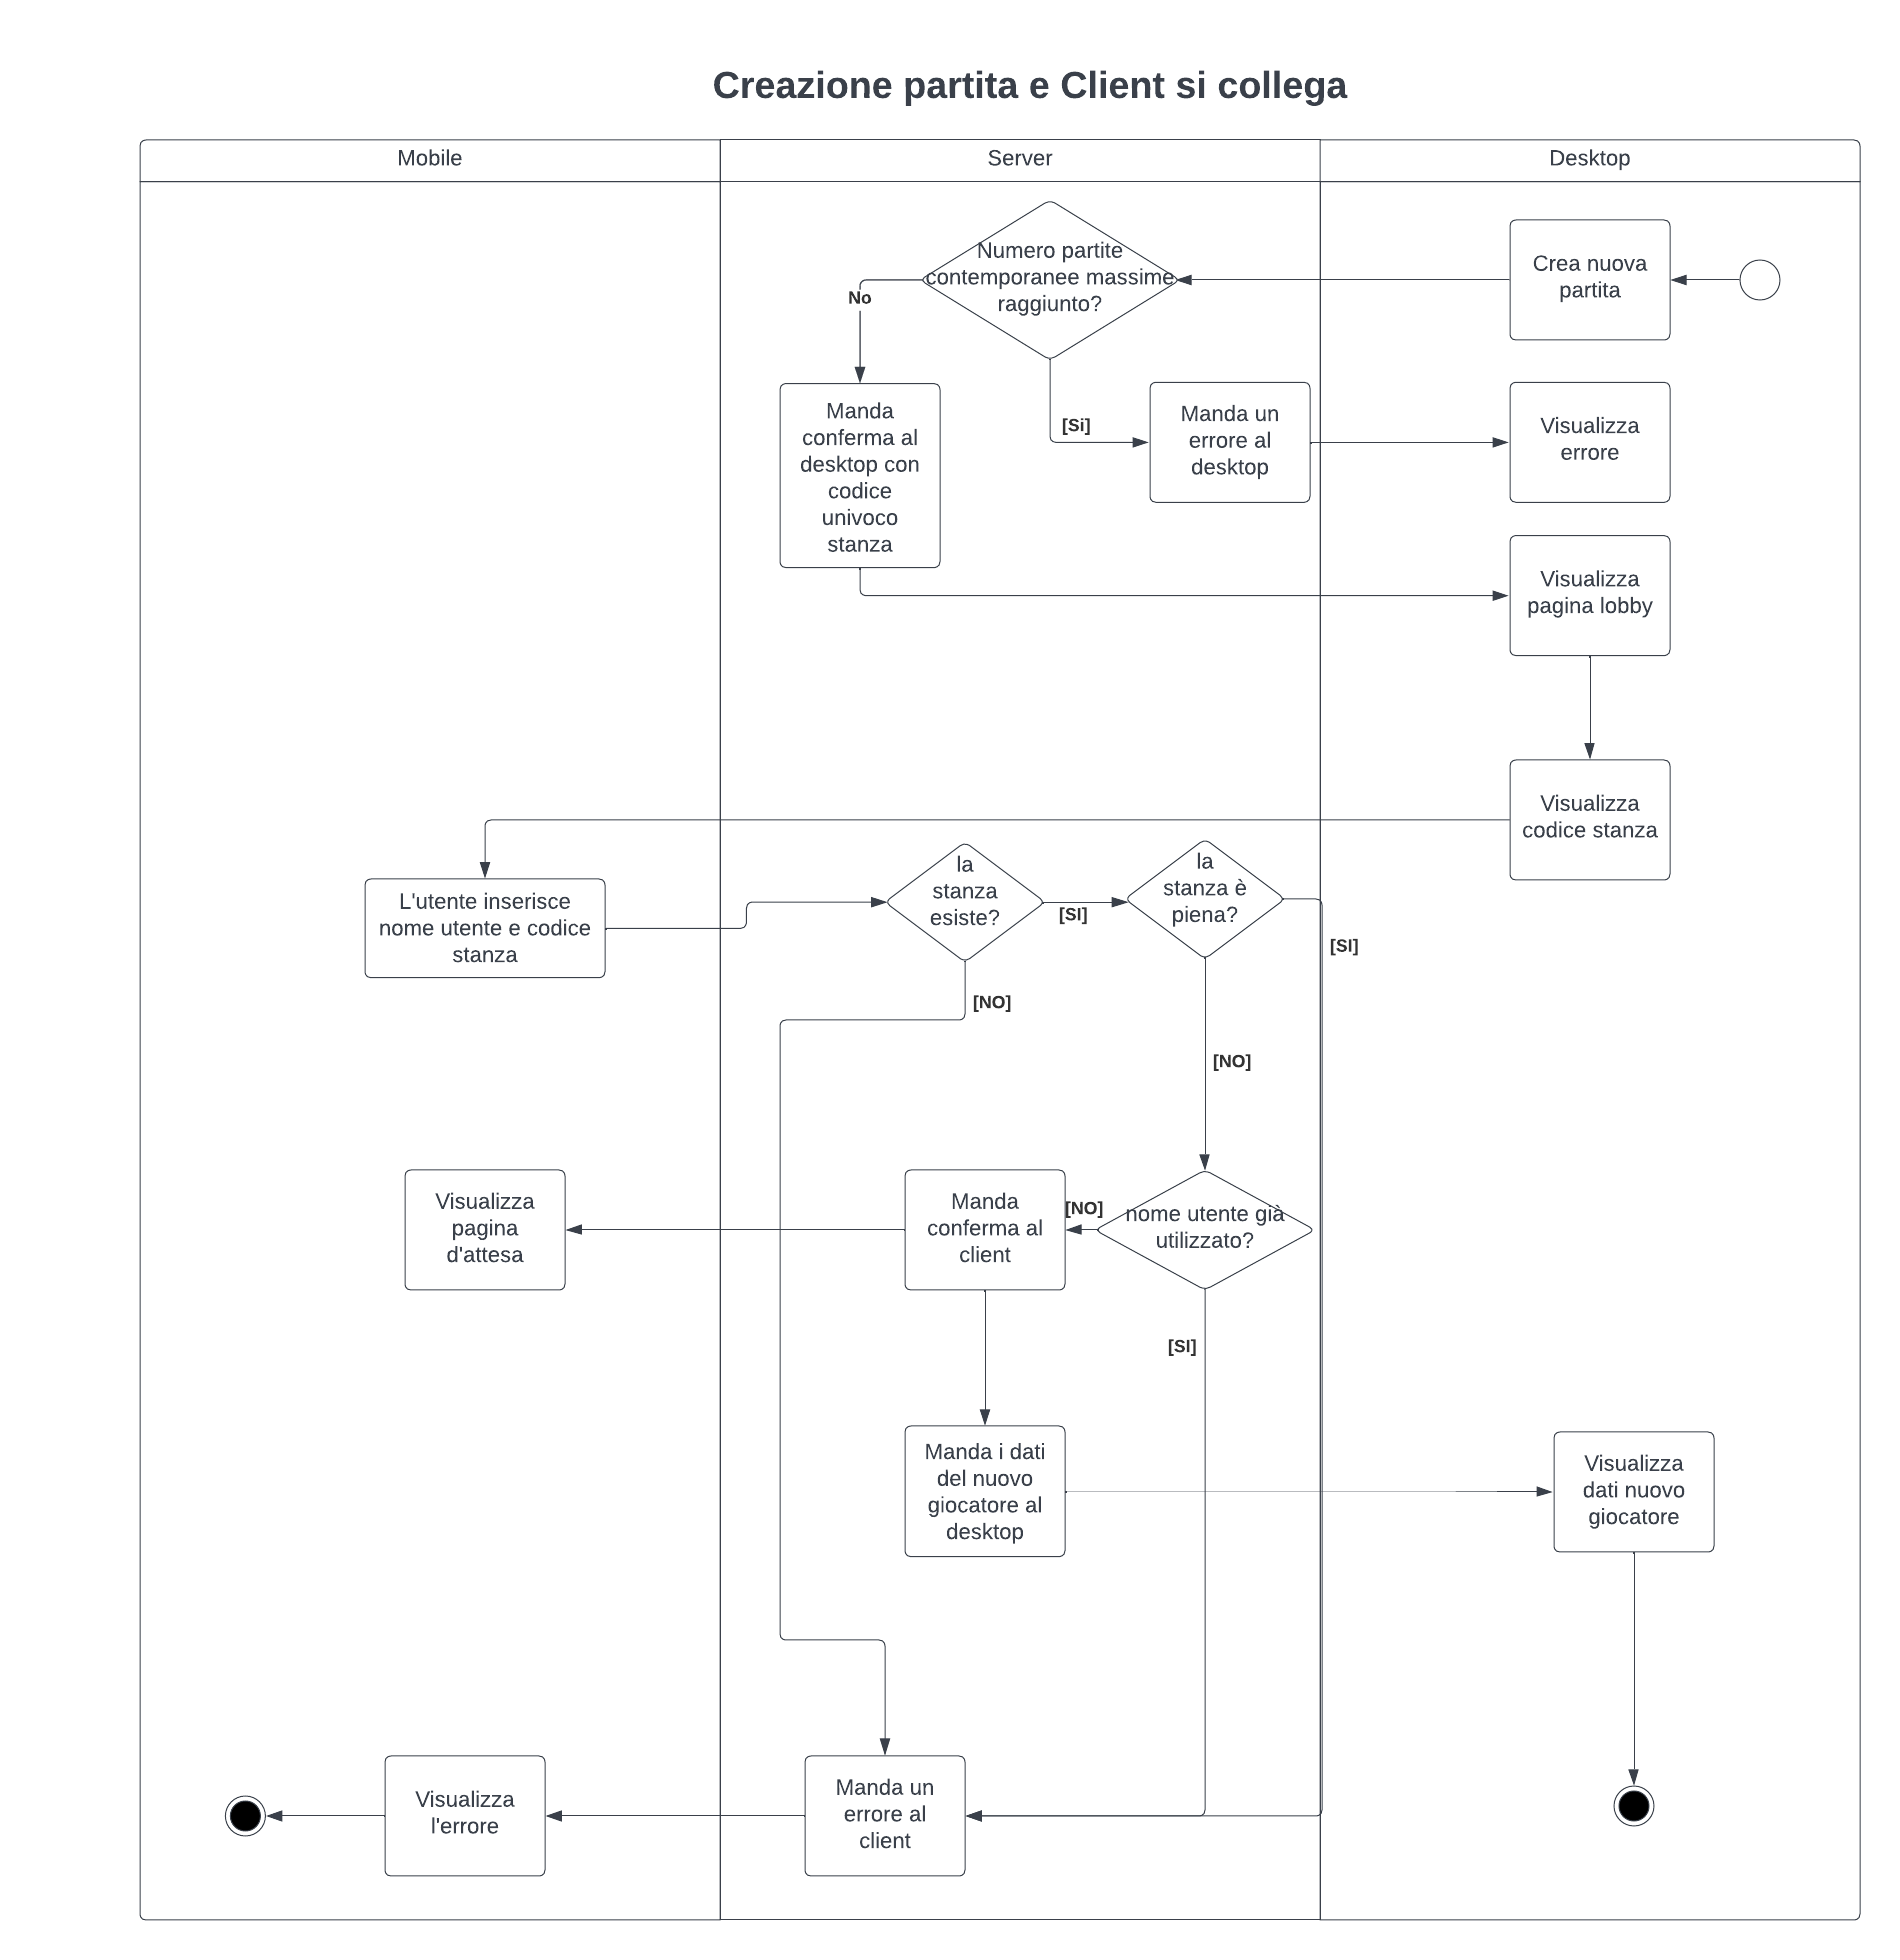 Creazione partita e Client si collega
Mobile
Server
Desktop
Numero partite
contemporanee massime
raggiunto?
Crea nuova
partita
No
[Si]
Manda
conferma al
desktop con
codice
univoco
stanza
Manda un
errore al
desktop
Visualizza
errore
Visualizza
pagina lobby
Visualizza
codice stanza
L'utente inserisce
nome utente e codice
stanza
la
stanza
esiste?
[SI]
la
stanza è
piena?
[SI]
[NO]
[NO]
Visualizza
pagina
d'attesa
Manda
conferma al
client
[NO]
nome utente già
utilizzato?
[SI]
Manda i dati
del nuovo
giocatore al
desktop
Visualizza
dati nuovo
giocatore
Visualizza
l'errore
Manda un
errore al
client